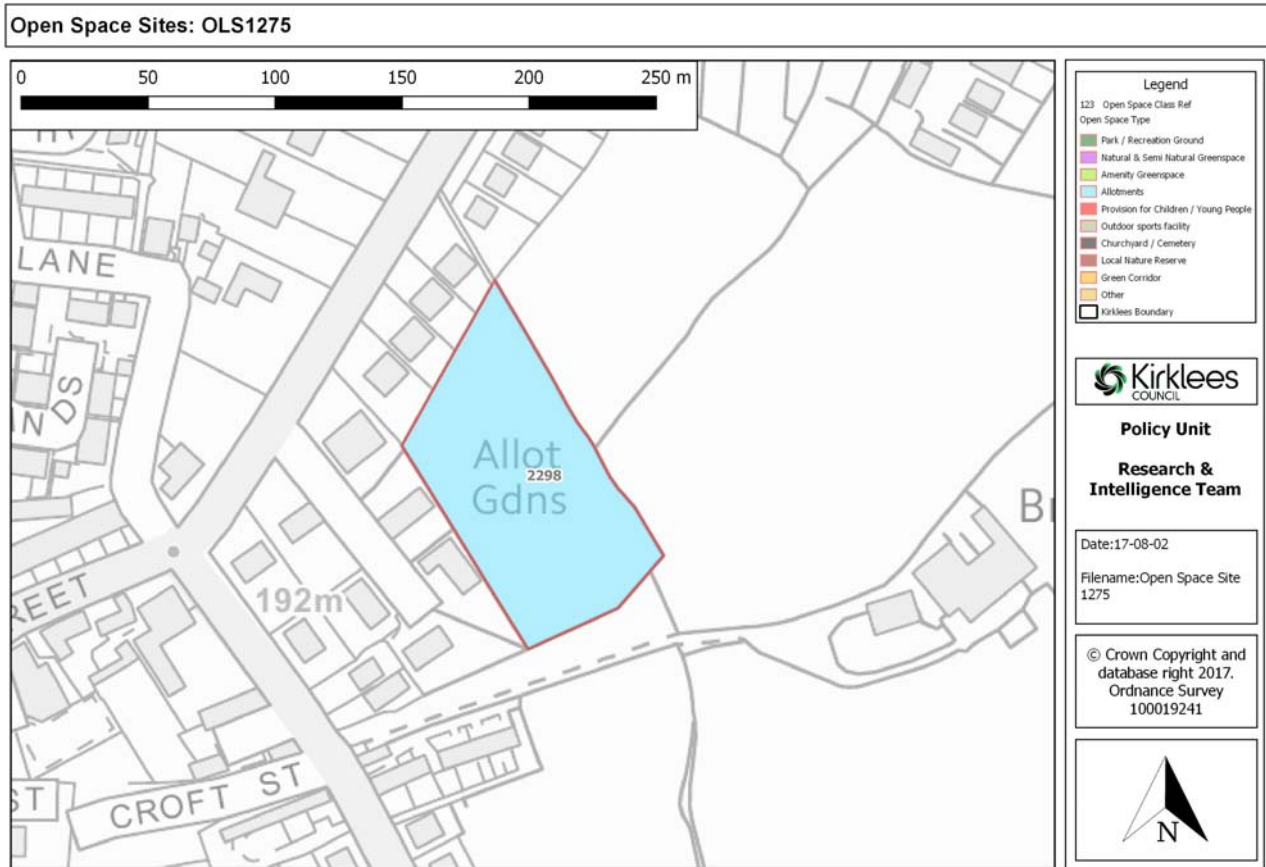 Open Space Sites: OLS1275
0 50 100 150 200 250 m
LANE
DS
Allot
2298
Gdns
192m
CROFT ST
ST
Legend
123 Open Space Class Ref
Open Space Type
Park / Recreation Ground
Natural & Semi Natural Greenspace
Amenity Greenspace
Allotments
Provision for Children / Young People
Outdoor sports facility
Churchyard / Cemetery
Local Nature Reserve
Green Corridor
Other
Kirklees Boundary
Kirklees
COUNCIL
Policy Unit
Research &
Intelligence Team
Date:17-08-02
Filename:Open Space Site
1275
© Crown Copyright and
database right 2017.
Ordnance Survey
100019241
N